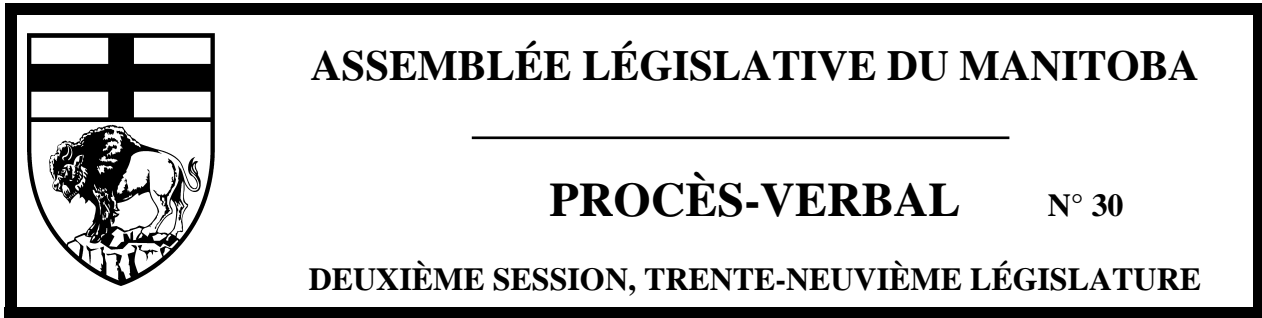 ASSEMBLÉE LÉGISLATIVE DU MANITOBA
PROCÈS-VERBAL N° 30
DEUXIÈME SESSION, TRENTE-NEUVIÈME LÉGISLATURE